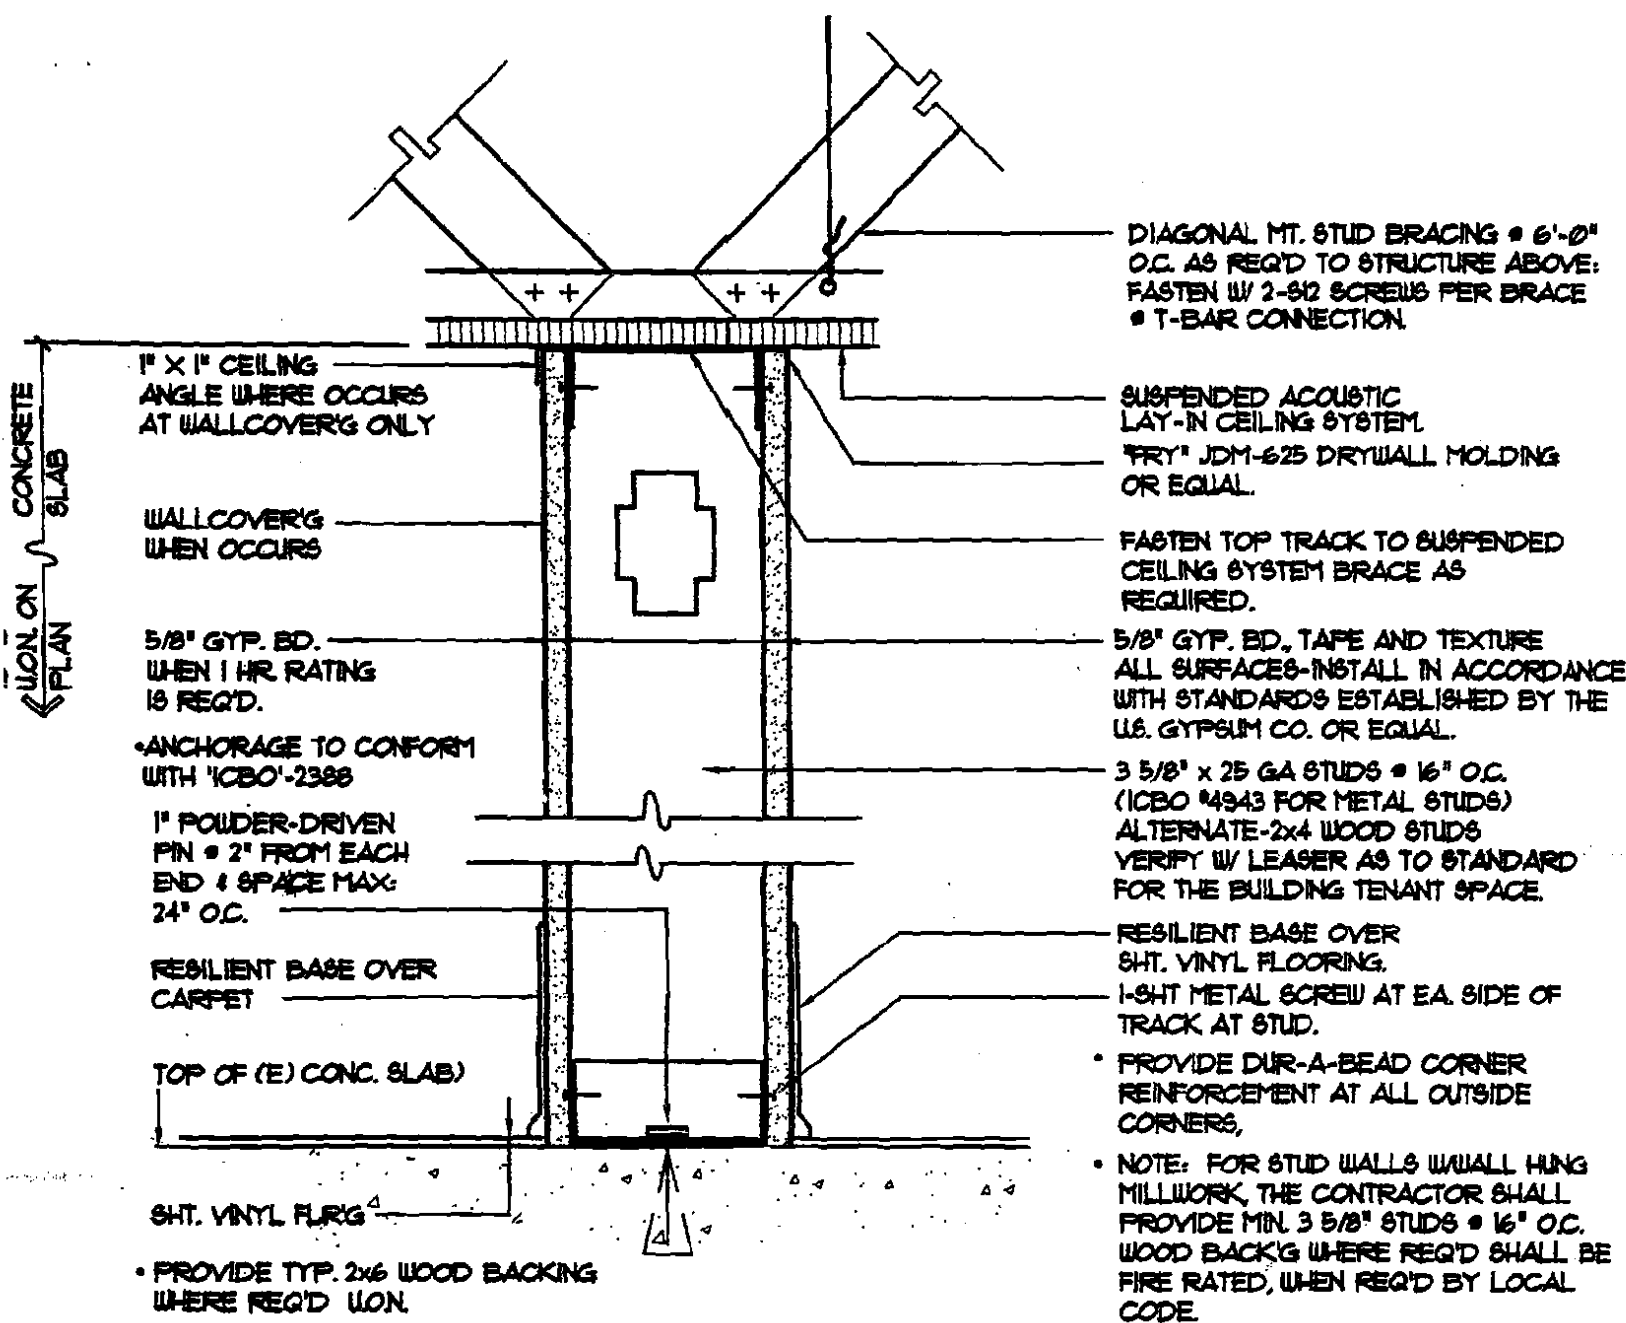 DIAGONAL MT. STUD BRACING @ 6'-0"
O.C. AS REQ'D TO STRUCTURE ABOVE:
FASTEN W/ 2-S12 SCREWS PER BRACE
@ T-BAR CONNECTION.
1" X 1" CEILING
ANGLE WHERE OCCURS
AT WALLCOVER'G ONLY
SUSPENDED ACOUSTIC
LAY-IN CEILING SYSTEM.
"FRY" JDM-625 DRYWALL MOLDING
OR EQUAL.
CONCRETE
SLAB
U.O.N. ON
PLAN
WALLCOVER'G
WHEN OCCURS
FASTEN TOP TRACK TO SUSPENDED
CEILING SYSTEM BRACE AS
REQUIRED.
5/8" GYP. BD.
WHEN 1 HR. RATING
IS REQ'D.
5/8" GYP. BD., TAPE AND TEXTURE
ALL SURFACES-INSTALL IN ACCORDANCE
WITH STANDARDS ESTABLISHED BY THE
U.S. GYPSUM CO. OR EQUAL.
•ANCHORAGE TO CONFORM
WITH 'ICBO'-2388
3 5/8" x 25 GA STUDS @ 16" O.C.
(ICBO #4943 FOR METAL STUDS)
ALTERNATE-2x4 WOOD STUDS
VERIFY W/ LEASER AS TO STANDARD
FOR THE BUILDING TENANT SPACE.
1" POWDER-DRIVEN
PIN @ 2" FROM EACH
END & SPACE MAX:
24" O.C.
RESILIENT BASE OVER
SHT. VINYL FLOORING.
RESILIENT BASE OVER
CARPET
1-SHT METAL SCREW AT EA. SIDE OF
TRACK AT STUD.
TOP OF (E) CONC. SLAB)
• PROVIDE DUR-A-BEAD CORNER
REINFORCEMENT AT ALL OUTSIDE
CORNERS,
SHT. VINYL FLR'G
• NOTE: FOR STUD WALLS W/WALL HUNG
MILLWORK, THE CONTRACTOR SHALL
PROVIDE MIN. 3 5/8" STUDS @ 16" O.C.
WOOD BACK'G WHERE REQ'D SHALL BE
FIRE RATED, WHEN REQ'D BY LOCAL
CODE.
• PROVIDE TYP. 2x6 WOOD BACKING
WHERE REQ'D U.O.N.